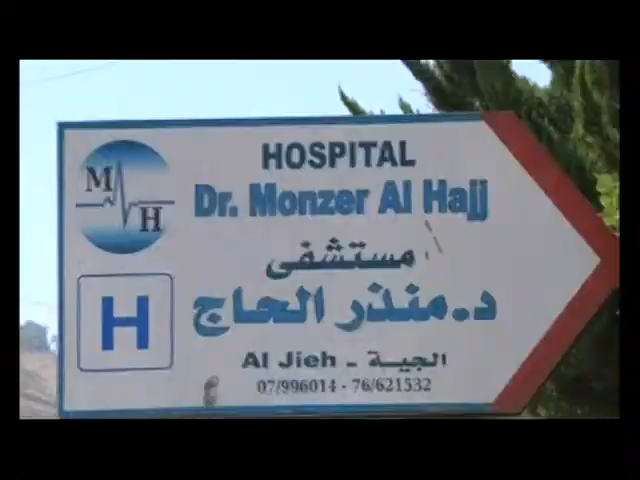 M
H
HOSPITAL
Dr. Monzer Al Hajj
مستشفى
د.منذر الحاج
H
Al Jieh - الجية
07/996014 - 76/621532